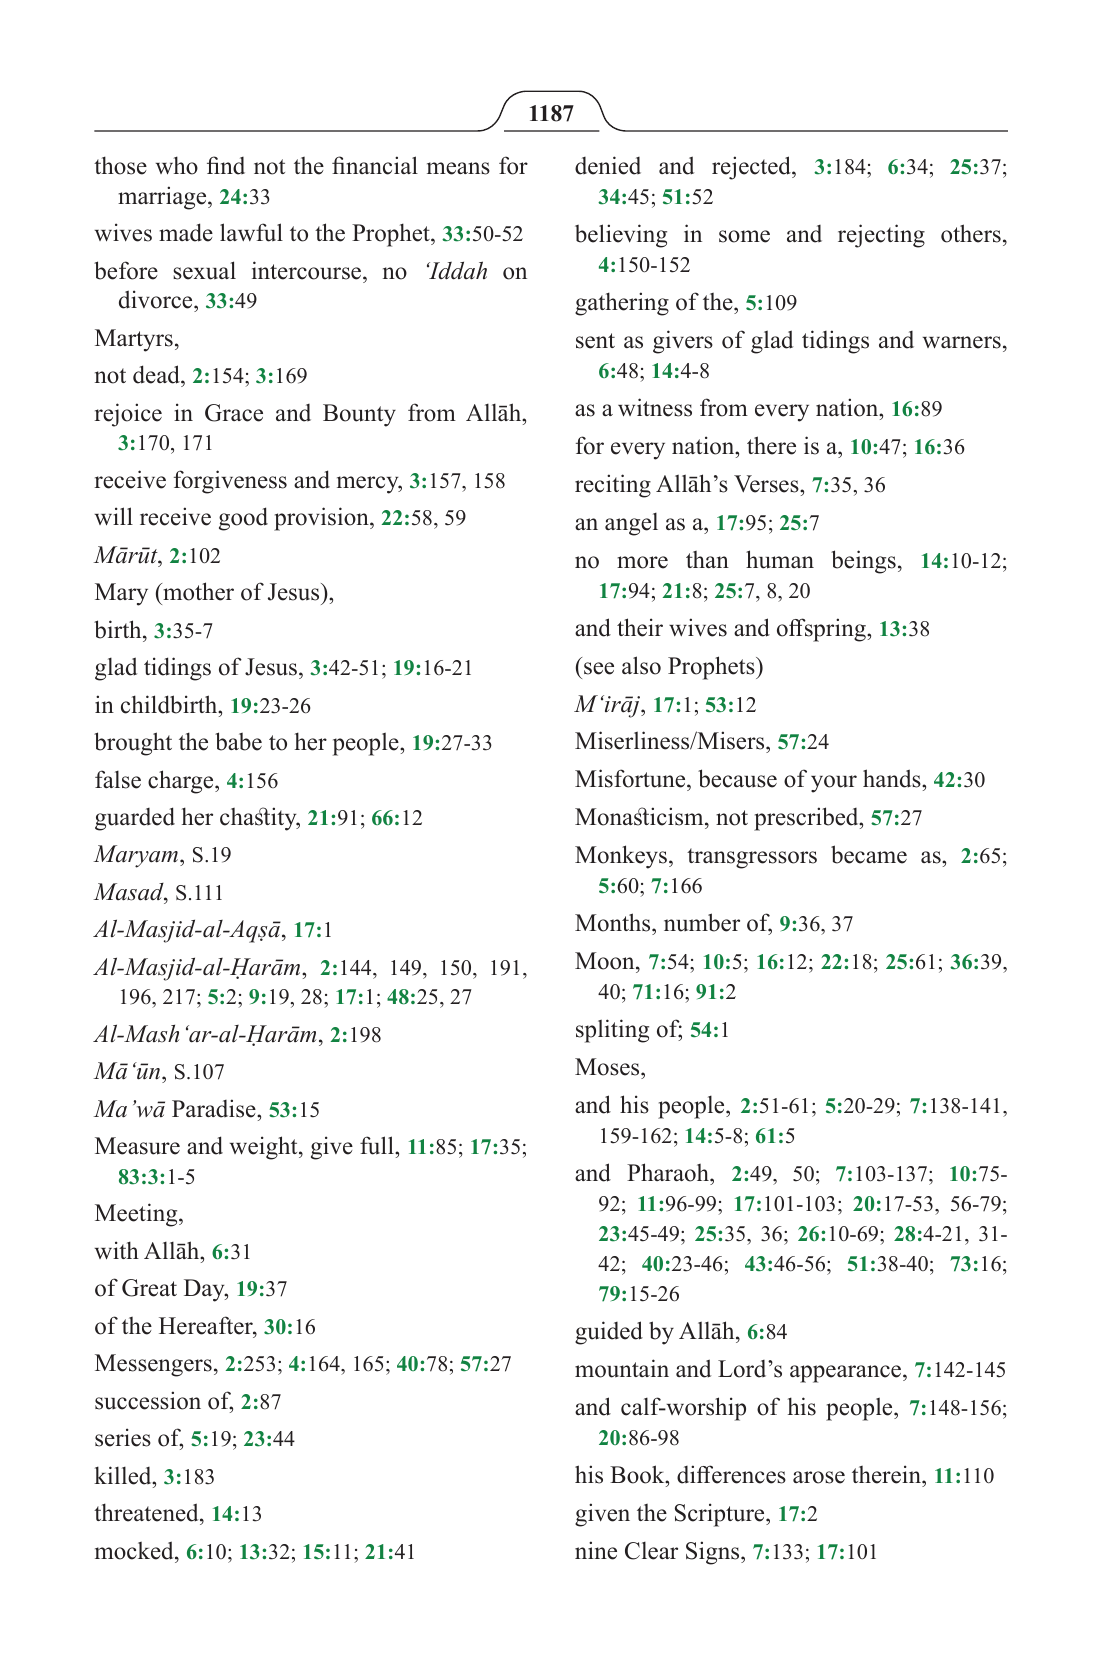 1187
those who find not the financial means for
marriage, 24:33
wives made lawful to the Prophet, 33:50-52
before sexual intercourse, no ‘Iddah on
divorce, 33:49
Martyrs,
not dead, 2:154; 3:169
rejoice in Grace and Bounty from Allāh,
3:170, 171
receive forgiveness and mercy, 3:157, 158
will receive good provision, 22:58, 59
Mārūt, 2:102
Mary (mother of Jesus),
birth, 3:35-7
glad tidings of Jesus, 3:42-51; 19:16-21
in childbirth, 19:23-26
brought the babe to her people, 19:27-33
false charge, 4:156
guarded her chastity, 21:91; 66:12
Maryam, S.19
Masad, S.111
Al-Masjid-al-Aqṣā, 17:1
Al-Masjid-al-Ḥarām, 2:144, 149, 150, 191,
196, 217; 5:2; 9:19, 28; 17:1; 48:25, 27
Al-Mash‘ar-al-Ḥarām, 2:198
Mā‘ūn, S.107
Ma’wā Paradise, 53:15
Measure and weight, give full, 11:85; 17:35;
83:3:1-5
Meeting,
with Allāh, 6:31
of Great Day, 19:37
of the Hereafter, 30:16
Messengers, 2:253; 4:164, 165; 40:78; 57:27
succession of, 2:87
series of, 5:19; 23:44
killed, 3:183
threatened, 14:13
mocked, 6:10; 13:32; 15:11; 21:41
denied and rejected, 3:184; 6:34; 25:37;
34:45; 51:52
believing in some and rejecting others,
4:150-152
gathering of the, 5:109
sent as givers of glad tidings and warners,
6:48; 14:4-8
as a witness from every nation, 16:89
for every nation, there is a, 10:47; 16:36
reciting Allāh’s Verses, 7:35, 36
an angel as a, 17:95; 25:7
no more than human beings, 14:10-12;
17:94; 21:8; 25:7, 8, 20
and their wives and offspring, 13:38
(see also Prophets)
M‘irāj, 17:1; 53:12
Miserliness/Misers, 57:24
Misfortune, because of your hands, 42:30
Monasticism, not prescribed, 57:27
Monkeys, transgressors became as, 2:65;
5:60; 7:166
Months, number of, 9:36, 37
Moon, 7:54; 10:5; 16:12; 22:18; 25:61; 36:39,
40; 71:16; 91:2
spliting of; 54:1
Moses,
and his people, 2:51-61; 5:20-29; 7:138-141,
159-162; 14:5-8; 61:5
and Pharaoh, 2:49, 50; 7:103-137; 10:75-
92; 11:96-99; 17:101-103; 20:17-53, 56-79;
23:45-49; 25:35, 36; 26:10-69; 28:4-21, 31-
42; 40:23-46; 43:46-56; 51:38-40; 73:16;
79:15-26
guided by Allāh, 6:84
mountain and Lord’s appearance, 7:142-145
and calf-worship of his people, 7:148-156;
20:86-98
his Book, differences arose therein, 11:110
given the Scripture, 17:2
nine Clear Signs, 7:133; 17:101